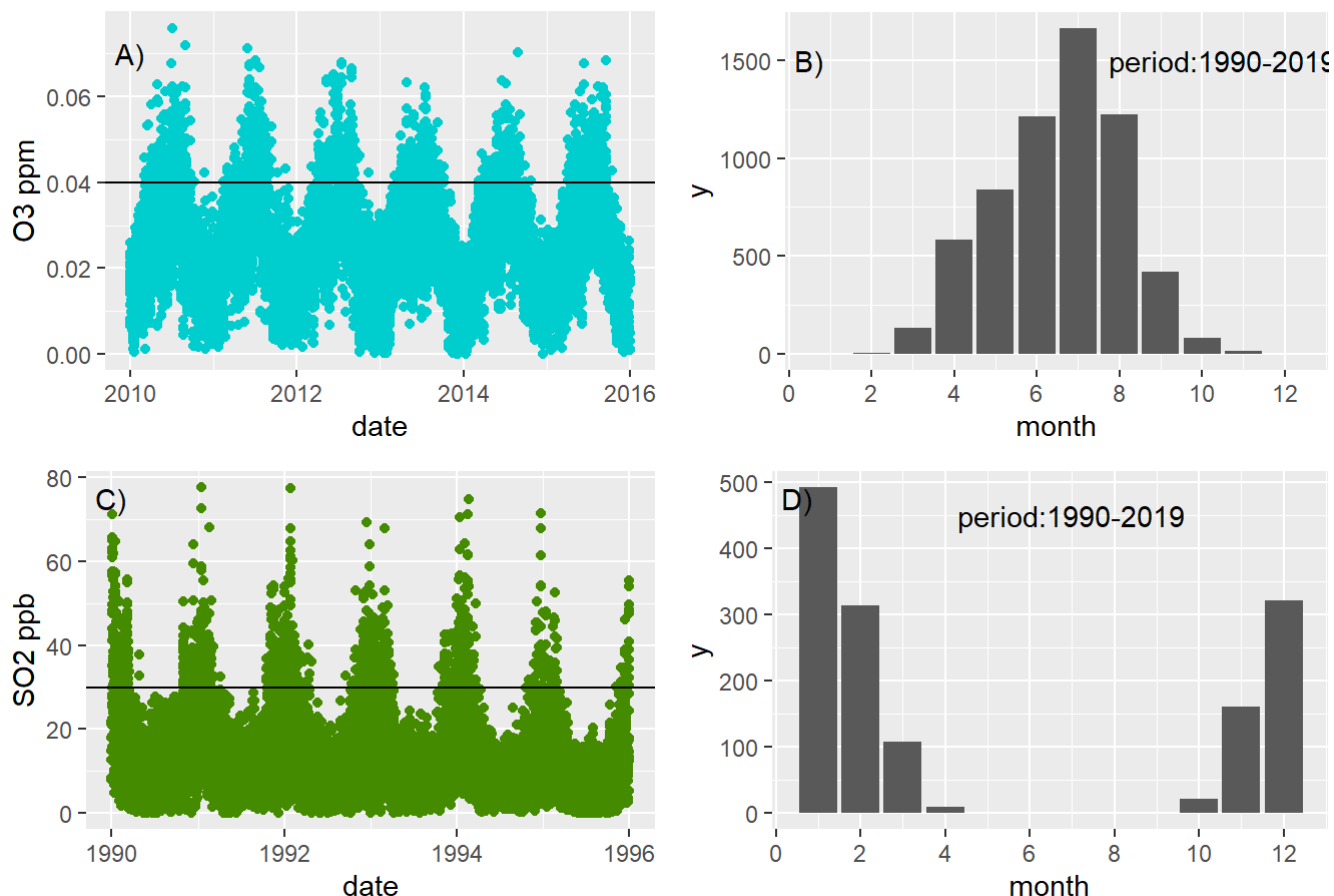 A)
O3 ppm
0.06
0.04
0.02
0.00
2010 2012 2014 2016
date
B)
period:1990-2019
y
1500
1000
500
0
0 2 4 6 8 10 12
month
C)
SO2 ppb
80
60
40
20
0
1990 1992 1994 1996
date
D)
period:1990-2019
y
500
400
300
200
100
0
0 2 4 6 8 10 12
month